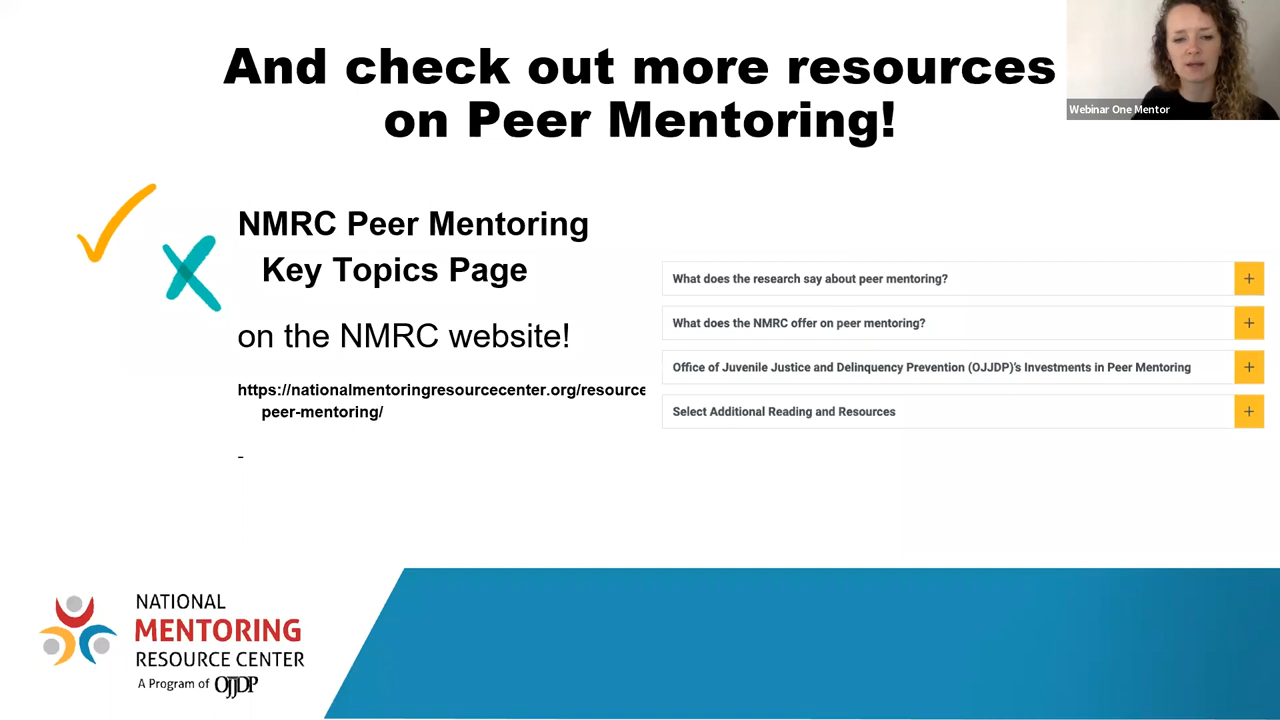 And check out more resources
on Peer Mentoring!
Webinar One Mentor
NMRC Peer Mentoring
Key Topics Page
on the NMRC website!
https://nationalmentoringresourcecenter.org/resource
peer-mentoring/
-
What does the research say about peer mentoring?
What does the NMRC offer on peer mentoring?
Office of Juvenile Justice and Delinquency Prevention (OJJDP)'s Investments in Peer Mentoring
Select Additional Reading and Resources
NATIONAL
MENTORING
RESOURCE CENTER
A Program of OJJDP